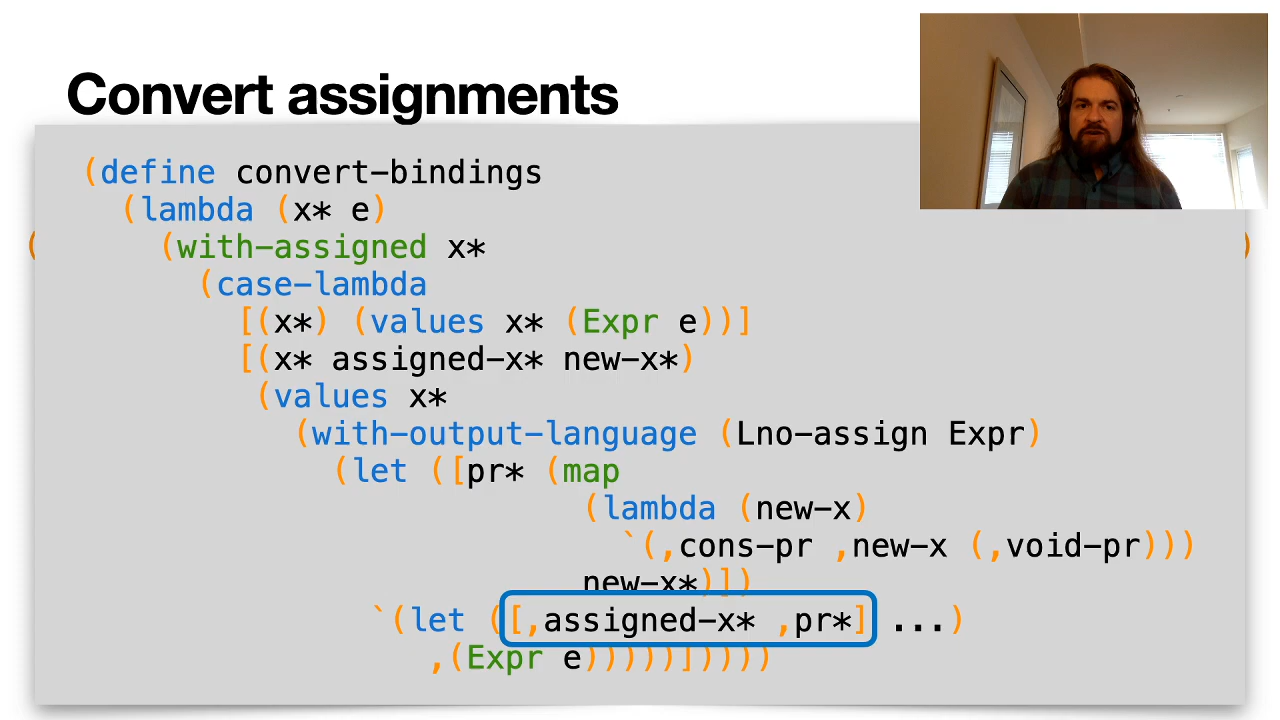 Convert assignments
(define convert-bindings
(lambda (x* e)
(with-assigned x*
(case-lambda
[(x*) (values x* (Expr e))]
[(x* assigned-x* new-x*)
(values x*
(with-output-language (Lno-assign Expr)
(let ([pr* (map
(lambda (new-x)
`(,cons-pr ,new-x (,void-pr)))
new-x*)])
`(let ([,assigned-x* ,pr*] ...)
,(Expr e)))))])))))